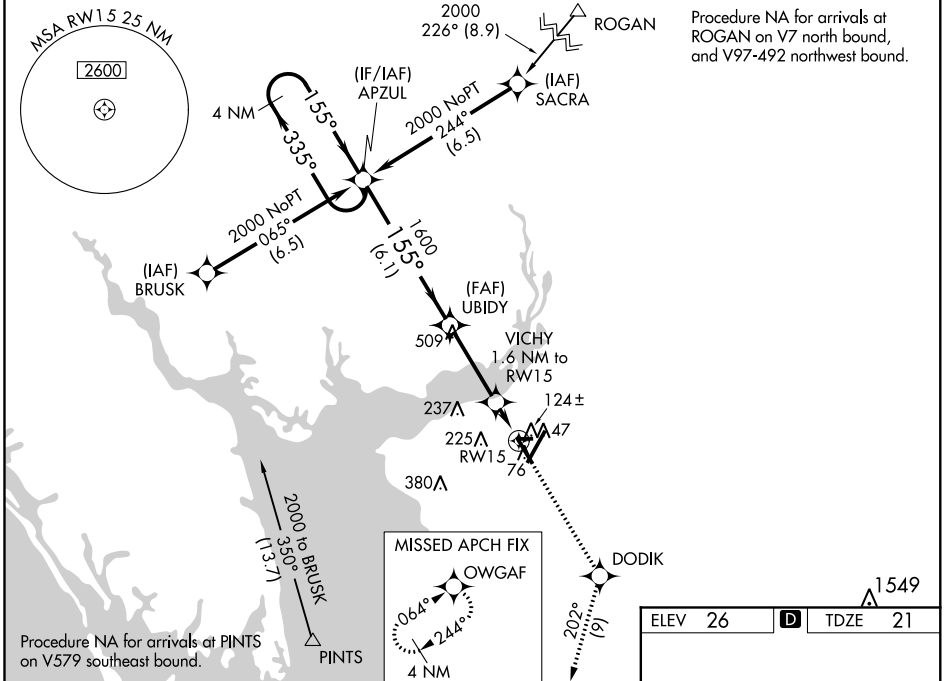 MSA RW15 25 NM
2600
2000
226° (8.9)
ROGAN
Procedure NA for arrivals at
ROGAN on V7 north bound,
and V97-492 northwest bound.
(IF/IAF)
APZUL
(IAF)
SACRA
4 NM
155°
335°
2000 NoPT
244°
(6.5)
2000 NoPT
065°
(6.5)
(IAF)
BRUSK
1600
155°
(6.1)
(FAF)
UBIDY
509
VICHY
1.6 NM to
RW15
237
124±
47
225
RW15
76
380
2000 to BRUSK
350°
(13.7)
MISSED APCH FIX
OWGAF
064°
244°
4 NM
DODIK
202°
(9)
1549
ELEV 26
D
TDZE 21
Procedure NA for arrivals at PINTS
on V579 southeast bound.
PINTS